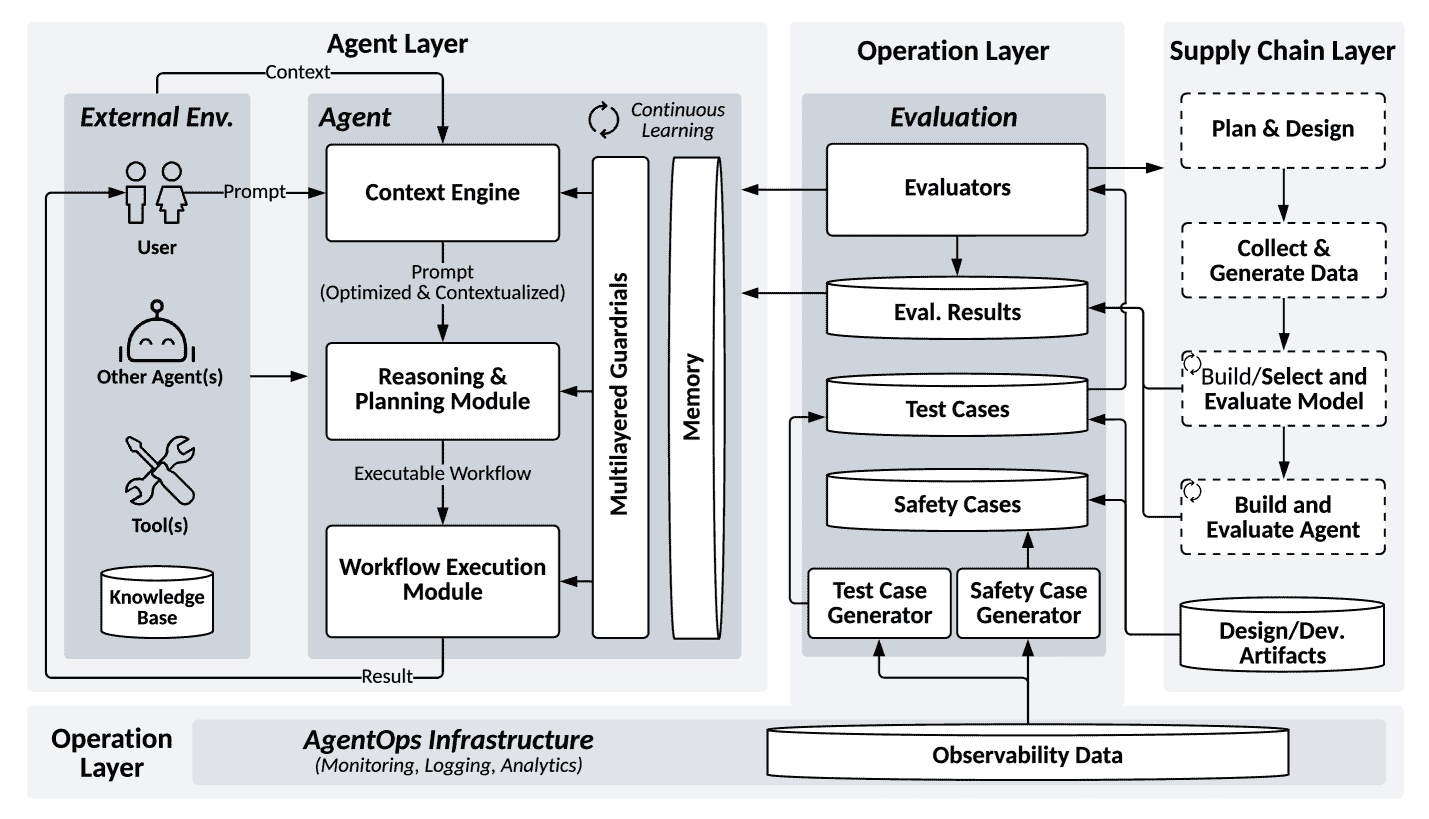 Agent Layer
Context
External Env.
User
Other Agent(s)
Tool(s)
Knowledge
Base
Prompt
Agent
Continuous
Learning
Context Engine
Prompt
(Optimized & Contextualized)
Reasoning &
Planning Module
Executable Workflow
Workflow Execution
Module
Result
Multilayered Guardrials
Memory
Operation Layer
Evaluation
Evaluators
Eval. Results
Test Cases
Safety Cases
Test Case
Generator
Safety Case
Generator
Supply Chain Layer
Plan & Design
Collect &
Generate Data
Build/Select and
Evaluate Model
Build and
Evaluate Agent
Design/Dev.
Artifacts
Operation
Layer
AgentOps Infrastructure
(Monitoring, Logging, Analytics)
Observability Data